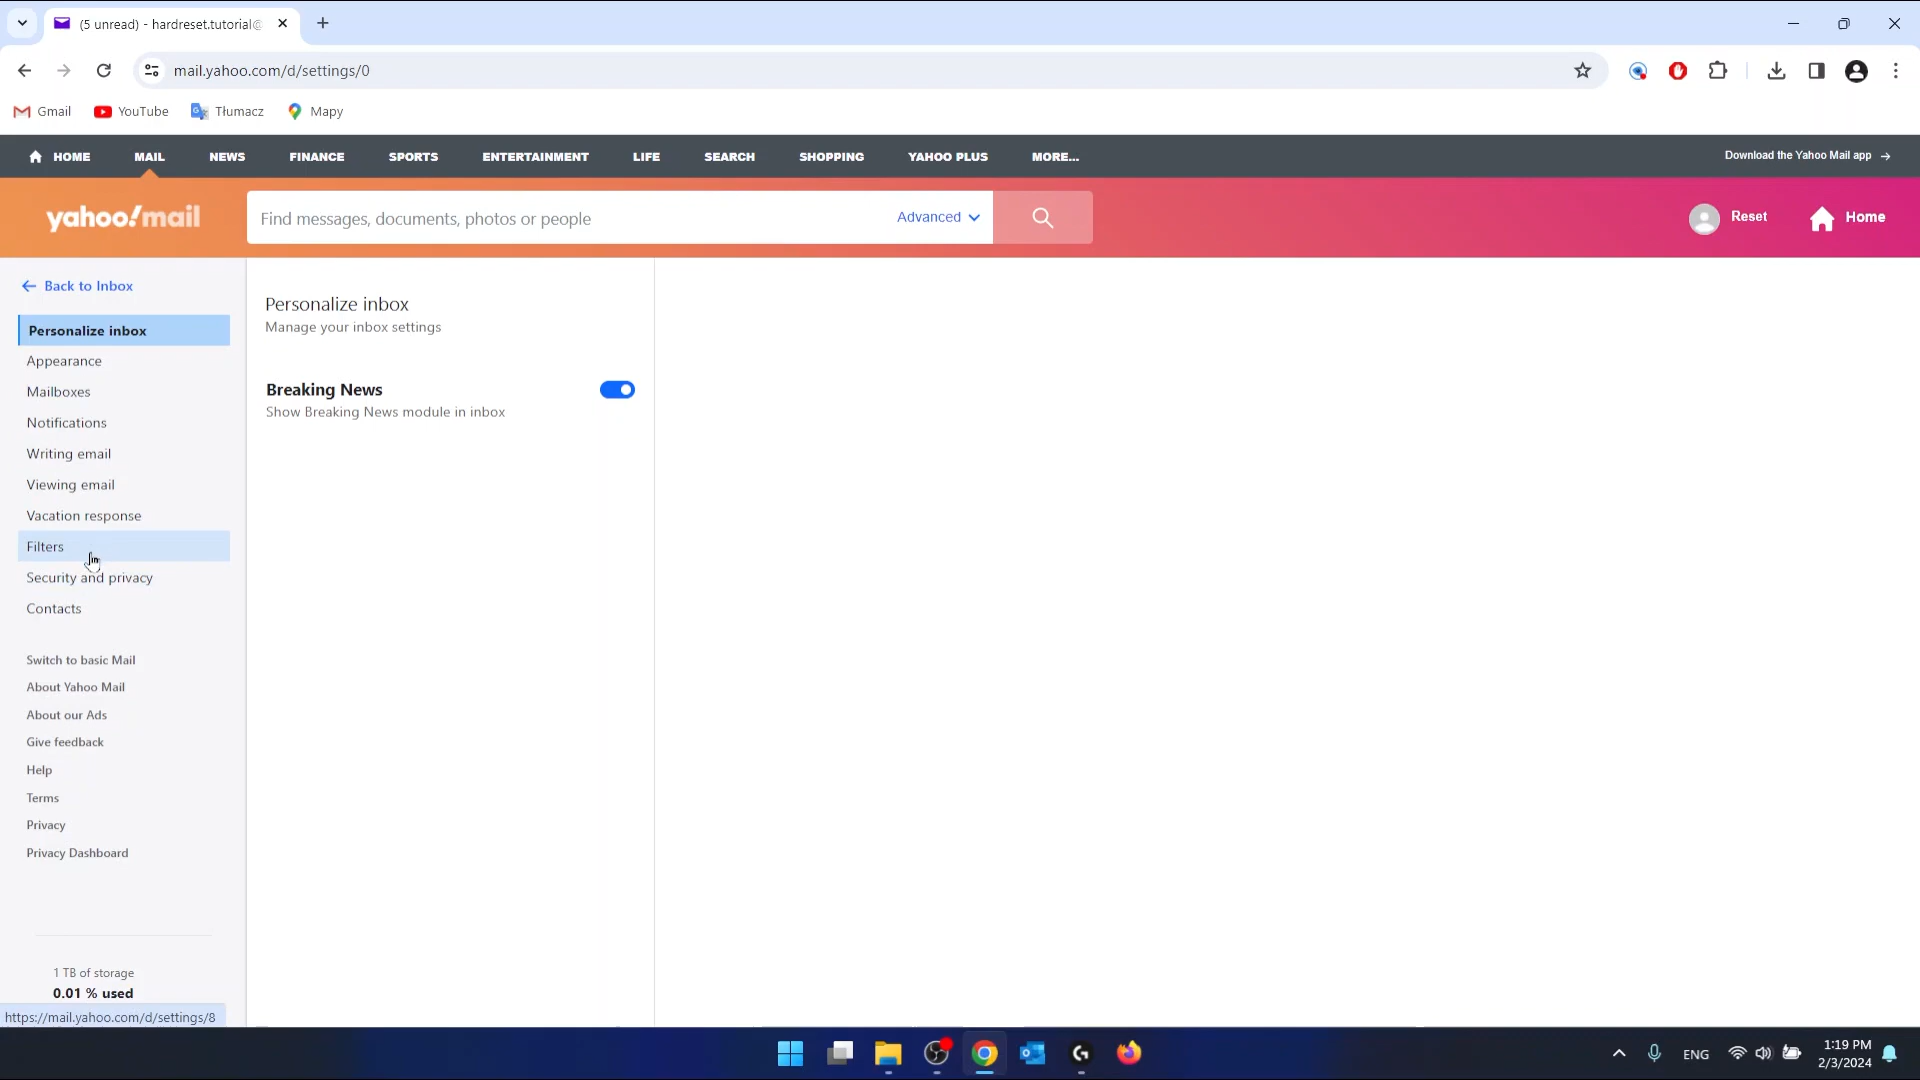 (5 unread) - hardreset.tutorial@
mail.yahoo.com/d/settings/0
Gmail
YouTube
Tłumacz
Mapy
HOME
MAIL
NEWS
FINANCE
SPORTS
ENTERTAINMENT
LIFE
SEARCH
SHOPPING
YAHOO PLUS
MORE...
Download the Yahoo Mail app →
yahoo!mail
Find messages, documents, photos or people
Advanced
Reset
Home
← Back to Inbox
Personalize inbox
Appearance
Mailboxes
Notifications
Writing email
Viewing email
Vacation response
Filters
Security and privacy
Contacts
Switch to basic Mail
About Yahoo Mail
About our Ads
Give feedback
Help
Terms
Privacy
Privacy Dashboard
1 TB of storage
0.01 % used
https://mail.yahoo.com/d/settings/8
Personalize inbox
Manage your inbox settings
Breaking News
Show Breaking News module in inbox
ENG
1:19 PM
2/3/2024